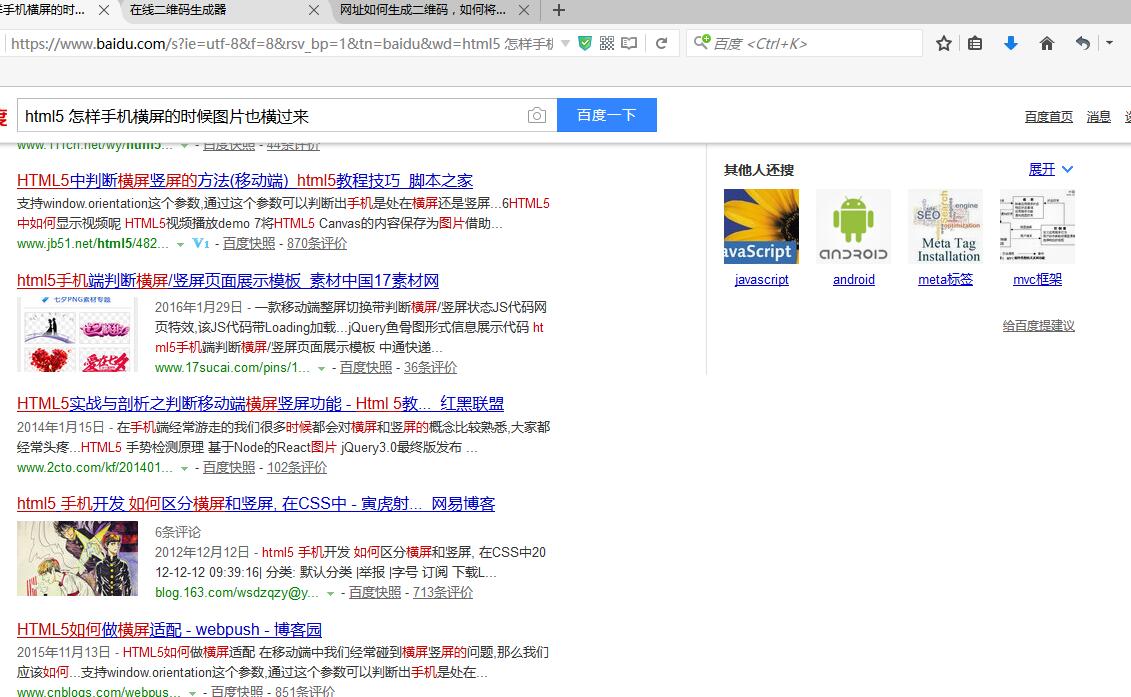 手机横屏的时...
在线二维码生成器
网址如何生成二维码，如何将...
https://www.baidu.com/s?ie=utf-8&f=8&rsv_bp=1&tn=baidu&wd=html5 怎样手机
百度 <Ctrl+K>
html5 怎样手机横屏的时候图片也横过来
百度一下
百度首页 消息
www.111cn.net/wy/html5... - 百度快照 - 44条评价
HTML5中判断横屏竖屏的方法(移动端)_html5教程技巧_脚本之家
支持window.orientation这个参数,通过这个参数可以判断出手机是处在横屏还是竖屏...6HTML5
中如何显示视频呢 HTML5视频播放demo 7将HTML5 Canvas的内容保存为图片借助...
www.jb51.net/html5/482... V1 - 百度快照 - 870条评价
html5手机端判断横屏/竖屏页面展示模板_素材中国17素材网
七夕PNG素材专题
2016年1月29日 - 一款移动端整屏切换带判断横屏/竖屏状态JS代码网
页特效,该JS代码带Loading加载...jQuery鱼骨图形式信息展示代码 ht
ml5手机端判断横屏/竖屏页面展示模板 中通快递...
www.17sucai.com/pins/1... - 百度快照 - 36条评价
HTML5实战与剖析之判断移动端横屏竖屏功能 - Html 5教..._红黑联盟
2014年1月15日 - 在手机端经常游走的我们很多时候都会对横屏和竖屏的概念比较熟悉,大家都
经常头疼...HTML5 手势检测原理 基于Node的React图片 jQuery3.0最终版发布 ...
www.2cto.com/kf/201401... - 百度快照 - 102条评价
html5 手机开发 如何区分横屏和竖屏, 在CSS中 - 寅虎射..._网易博客
6条评论
2012年12月12日 - html5 手机开发 如何区分横屏和竖屏, 在CSS中20
12-12-12 09:39:16| 分类: 默认分类 |举报 |字号 订阅 下载L...
blog.163.com/wsdzqzy@y... - 百度快照 - 713条评价
HTML5如何做横屏适配 - webpush - 博客园
2015年11月13日 - HTML5如何做横屏适配 在移动端中我们经常碰到横屏竖屏的问题,那么我们
应该如何...支持window.orientation这个参数,通过这个参数可以判断出手机是处在...
www.cnblogs.com/webpus... - 百度快照 - 851条评价
其他人还搜 展开
avaScript
ANDROID
SEO
Search
engine
optimization
Meta Tag
Installation
javascript android meta标签 mvc框架
给百度提建议